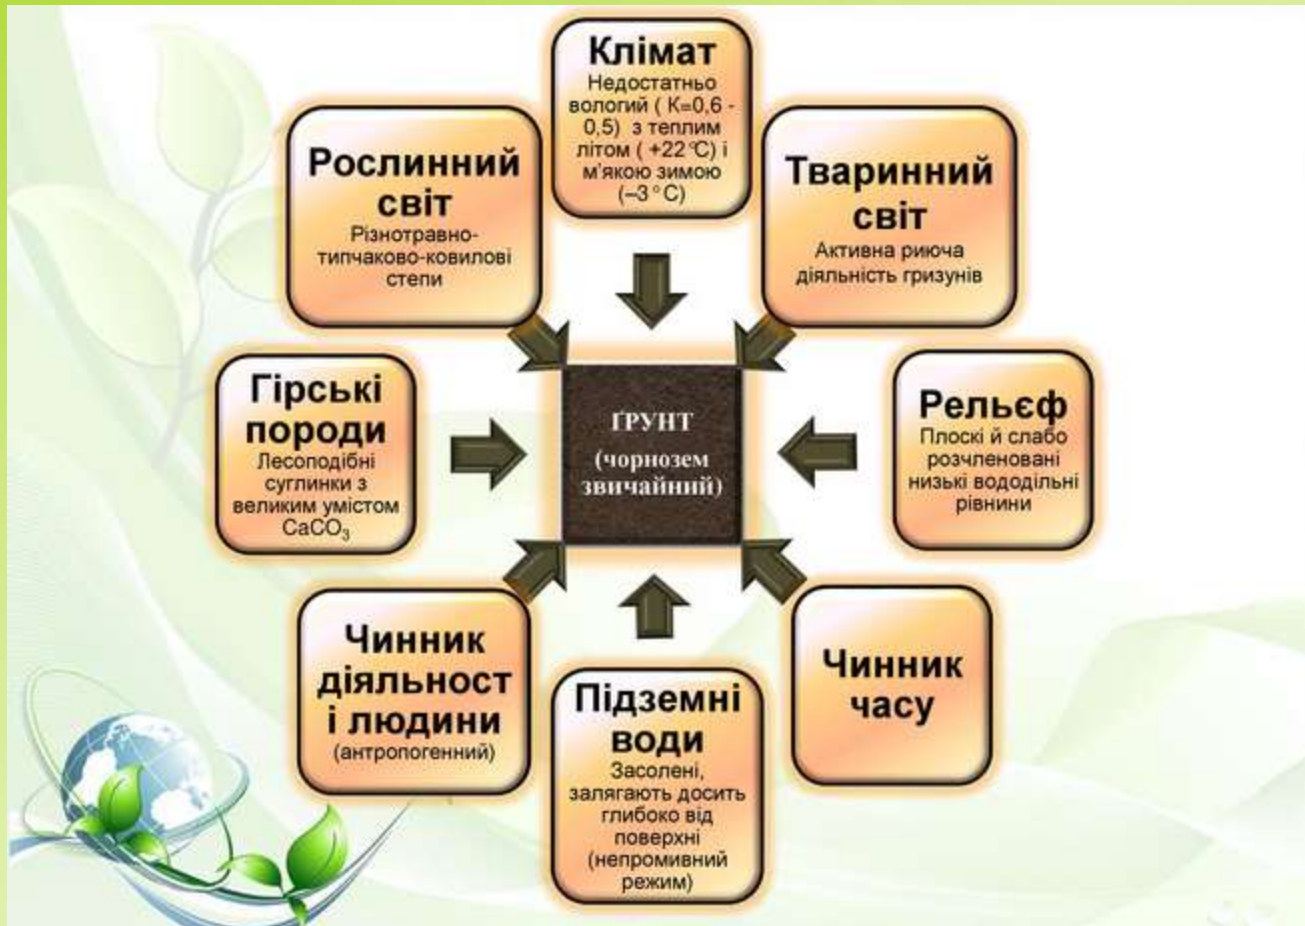 Клімат
Недостатньо
вологий ( К=0,6 -
0,5) з теплим
літом ( +22 °С) і
м'якою зимою
(–3 ° С)
Рослинний
світ
Різнотравно-
типчаково-ковилові
степи
Тваринний
світ
Активна риюча
діяльність гризунів
Гірські
породи
Лесоподібні
суглинки з
великим умістом
CaCO₃
ҐРУНТ
(чорнозем
звичайний)
Рельєф
Плоскі й слабо
розчленовані
низькі вододільні
рівнини
Чинник
діяльност
і людини
(антропогенний)
Підземні
води
Засолені,
залягають досить
глибоко від
поверхні
(непромивний
режим)
Чинник
часу